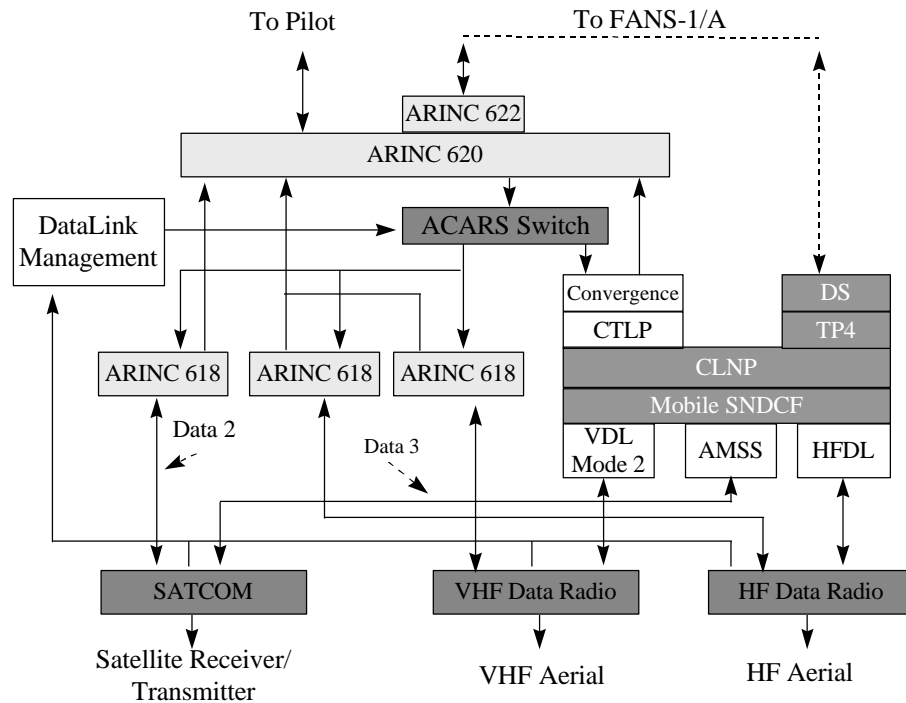 To Pilot
To FANS-1/A
ARINC 622
ARINC 620
DataLink
Management
ACARS Switch
Convergence
DS
CTLP
TP4
ARINC 618
ARINC 618
ARINC 618
CLNP
Mobile SNDCF
Data 2
Data 3
VDL
Mode 2
AMSS
HFDL
SATCOM
VHF Data Radio
HF Data Radio
Satellite Receiver/
Transmitter
VHF Aerial
HF Aerial